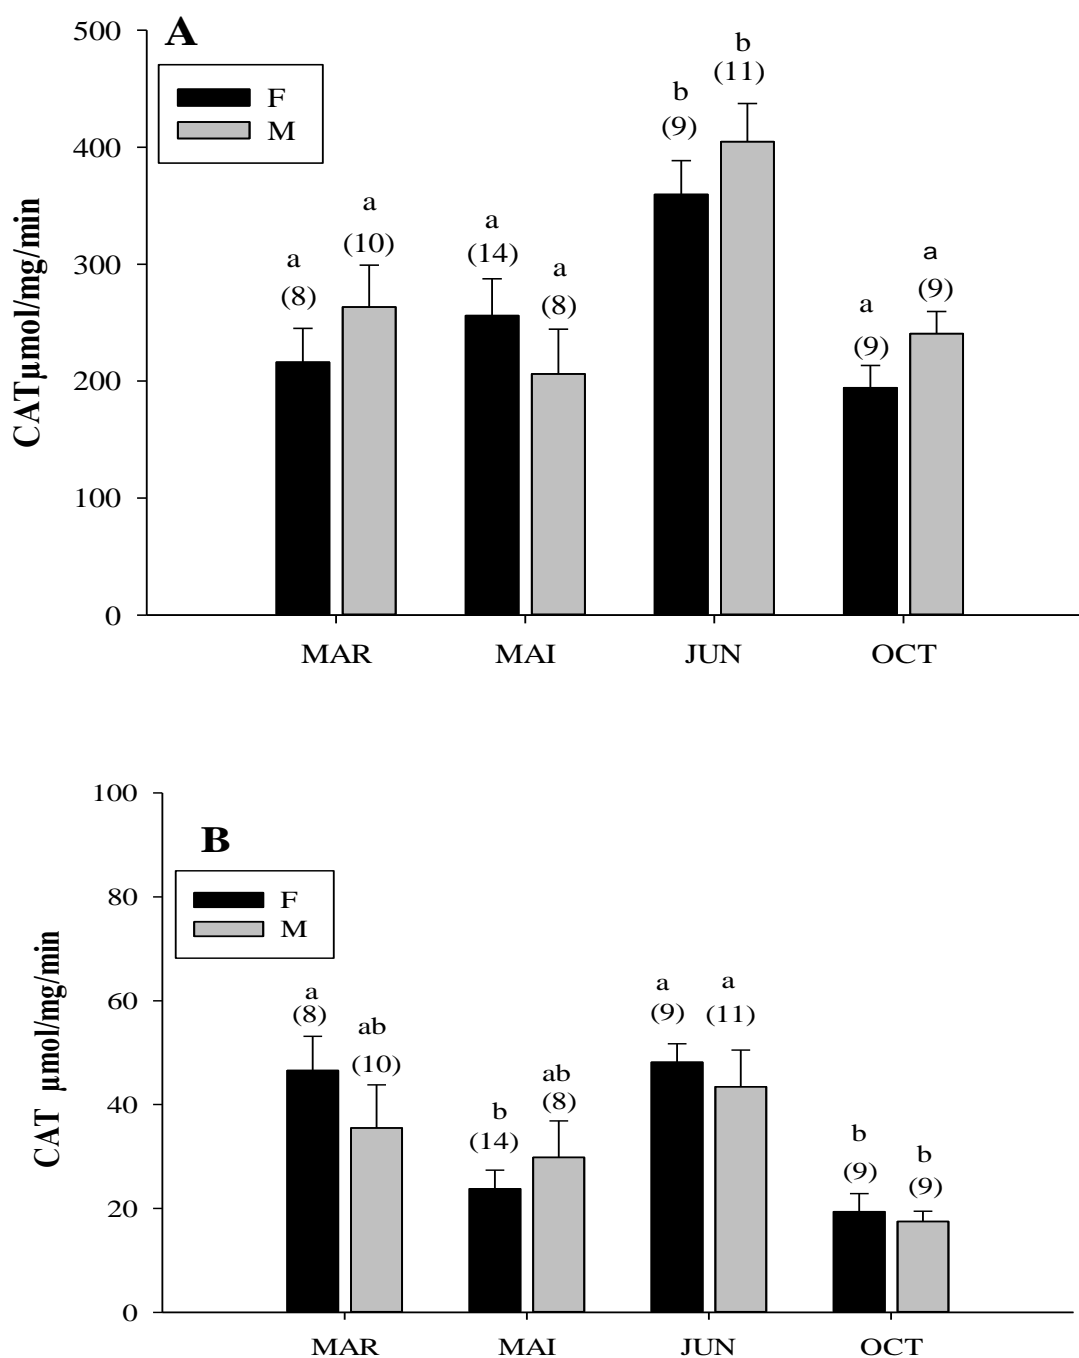 A
500
F
M
400
300
200
100
0
CATµmol/mg/min
a
(8)
a
(10)
a
(14)
a
(8)
b
(9)
b
(11)
a
(9)
a
(9)
MAR MAI JUN OCT
B
100
F
M
80
60
40
20
0
CAT µmol/mg/min
a
(8)
ab
(10)
b
(14)
ab
(8)
a
(9)
a
(11)
b
(9)
b
(9)
MAR MAI JUN OCT